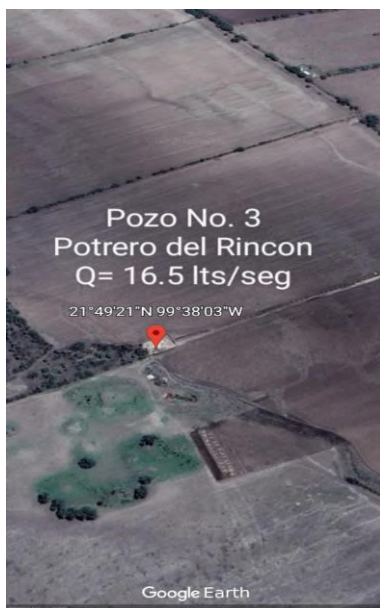 Pozo No. 3
Potrero del Rincon
Q= 16.5 lts/seg
21°49'21"N 99°38'03"W
Google Earth